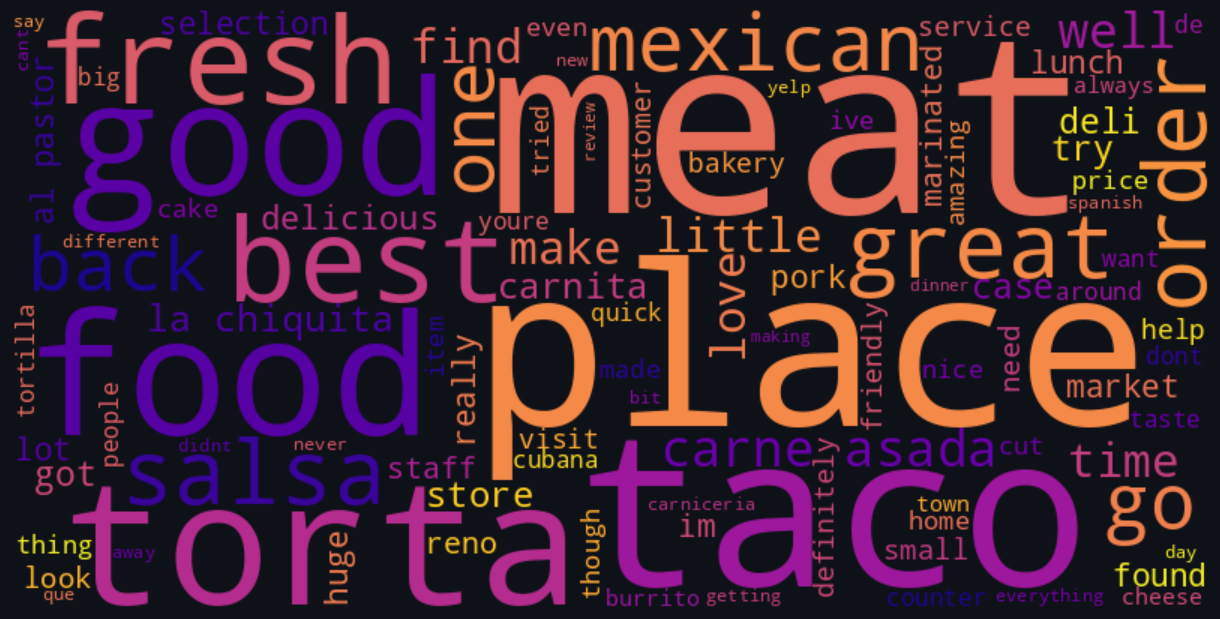 say
selection
fresh
find
even
new
mexican
service
well
de
cant
big
one
meat
lunch
always
al pastor
good
tried
review
customer
yelp
ive
bakery
marinated
amazing
deli
try
price
spanish
order
cake
delicious
youre
different
back
best
make
little
great
want
carnita
love
pork
dinner
case
around
tortilla
la chiquita
item
quick
place
making
friendly
need
help
food
really
made
bit
nice
dont
market
taste
people
lot
didnt
never
visit
cubana
carne asada
cut
time
got
salsa
staff
store
taco
definitely
carniceria
im
town
home
small
go
torta
thing
away
look
que
huge
reno
though
burrito
getting
counter
everything
day
found
cheese